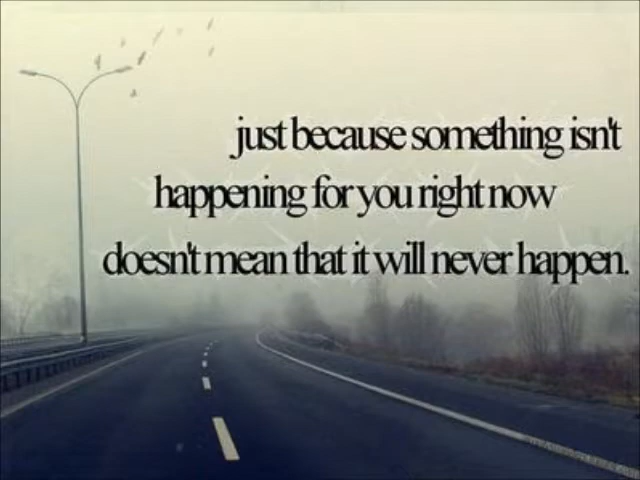 just because something isn't
happening for you right now
doesn't mean that it will never happen.